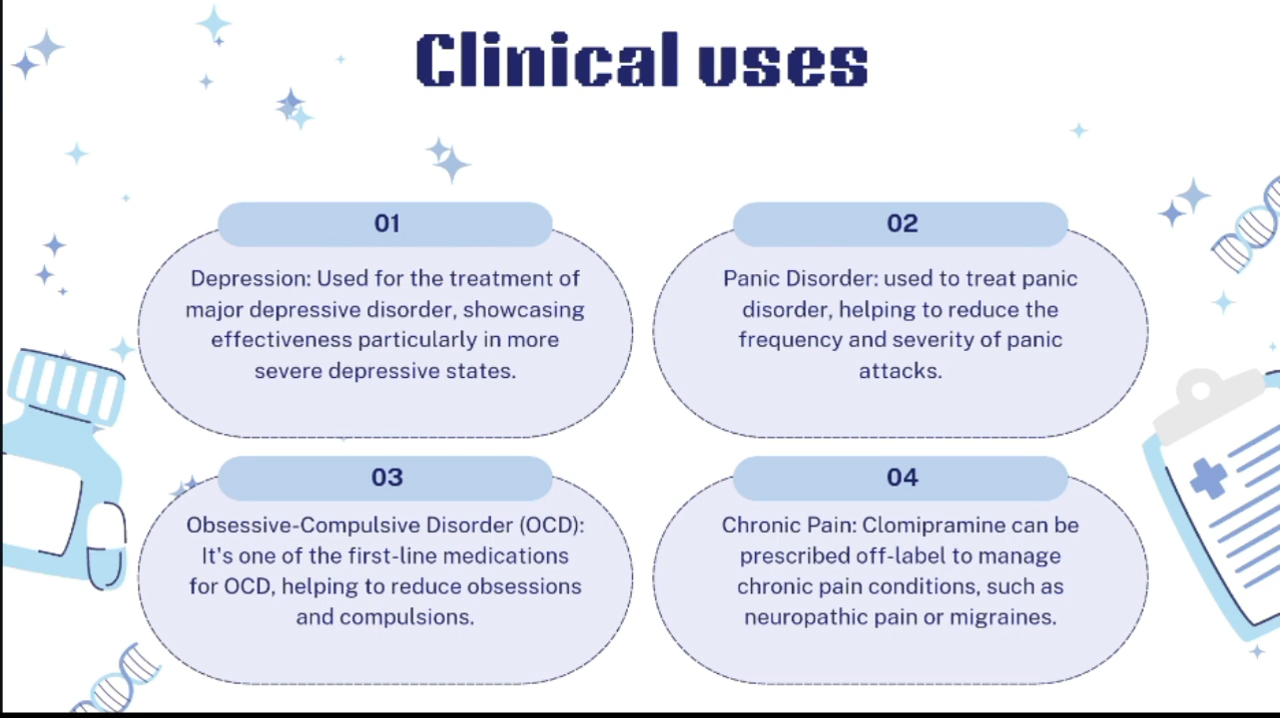 Clinical uses
01
Depression: Used for the treatment of
major depressive disorder, showcasing
effectiveness particularly in more
severe depressive states.
02
Panic Disorder: used to treat panic
disorder, helping to reduce the
frequency and severity of panic
attacks.
03
Obsessive-Compulsive Disorder (OCD):
It's one of the first-line medications
for OCD, helping to reduce obsessions
and compulsions.
04
Chronic Pain: Clomipramine can be
prescribed off-label to manage
chronic pain conditions, such as
neuropathic pain or migraines.